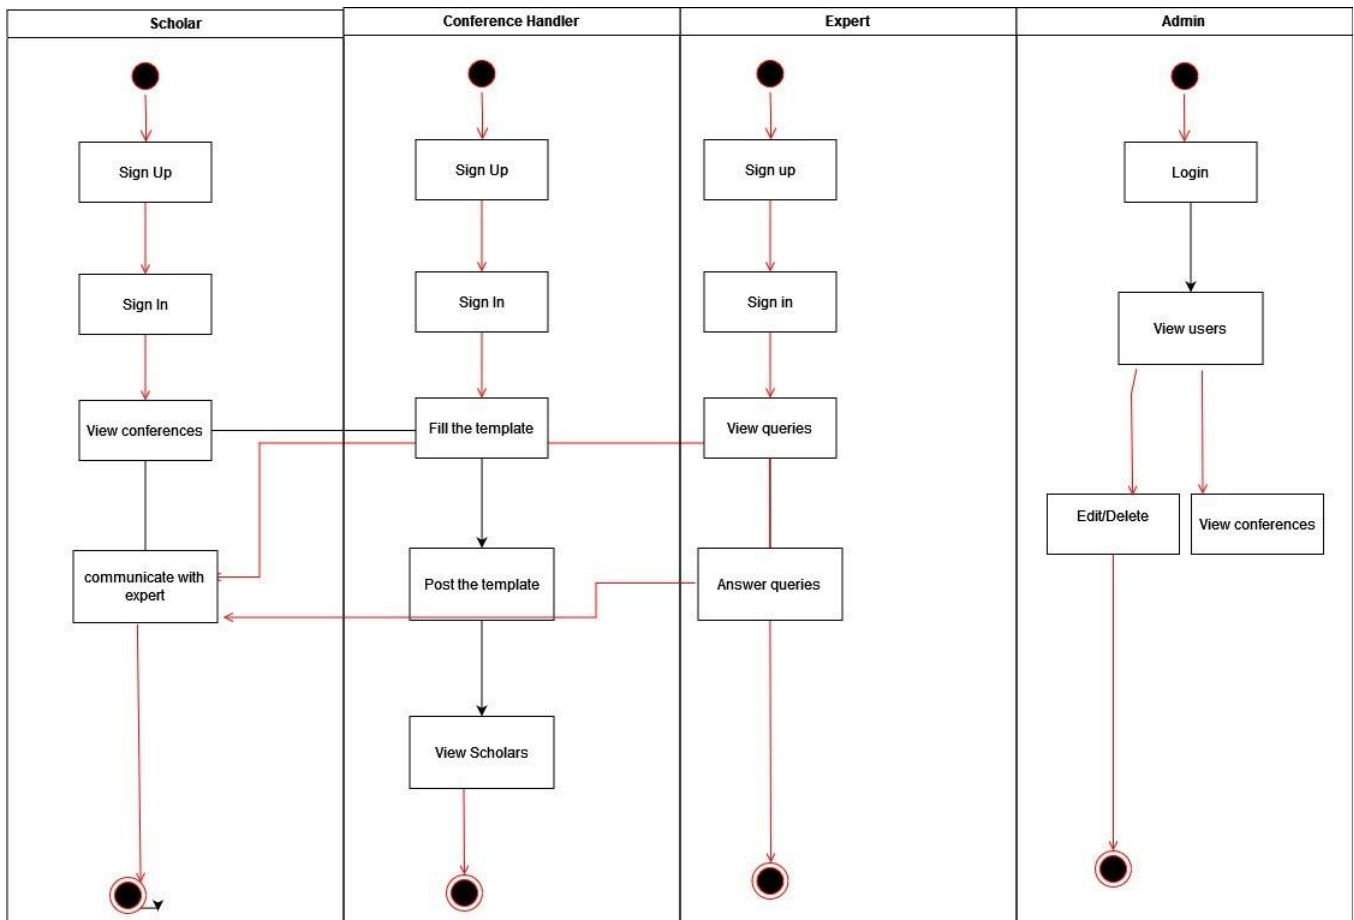 Scholar
Conference Handler
Expert
Admin
Sign Up
Sign Up
Sign up
Login
Sign In
Sign In
Sign in
View users
View conferences
Fill the template
View queries
Edit/Delete
View conferences
communicate with
expert
Post the template
Answer queries
View Scholars